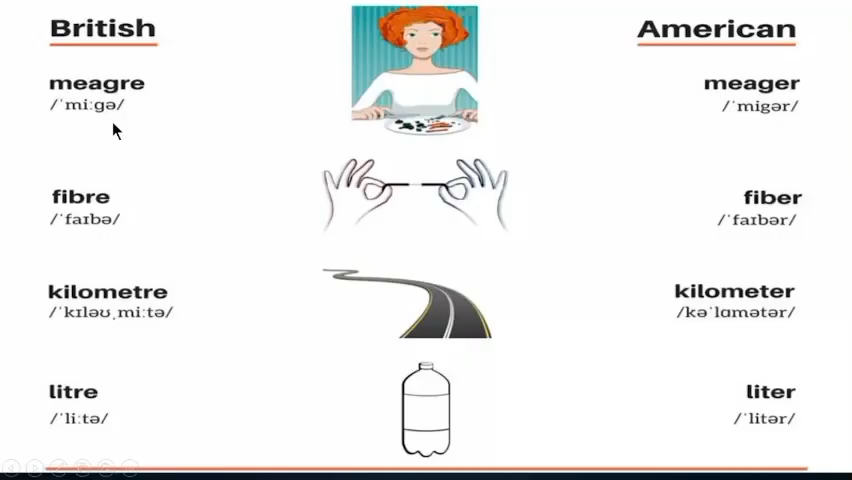 British
American
meagre
meager
/ˈmiːɡə/
/ˈmiɡər/
fibre
fiber
/ˈfaɪbə/
/ˈfaɪbər/
kilometre
kilometer
/ˈkɪləʊˌmiːtə/
/kəˈlɑmətər/
litre
liter
/ˈliːtə/
/ˈlitər/